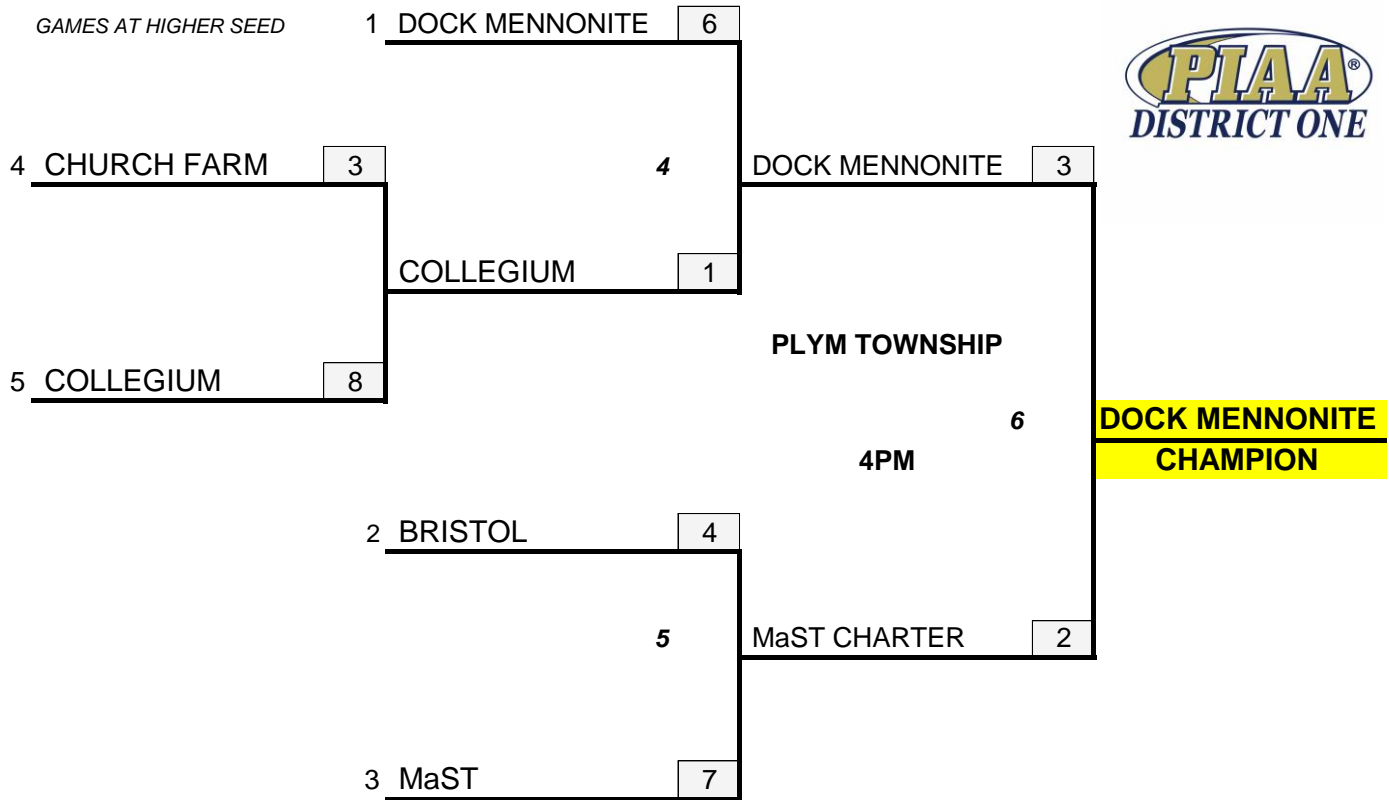 GAMES AT HIGHER SEED 1 DOCK MENNONITE 6
PIAA®
DISTRICT ONE
4 CHURCH FARM 3 4 DOCK MENNONITE 3
COLLEGIUM 1
PLYM TOWNSHIP
5 COLLEGIUM 8
6 DOCK MENNONITE
4PM CHAMPION
2 BRISTOL 4
5 MaST CHARTER 2
3 MaST 7